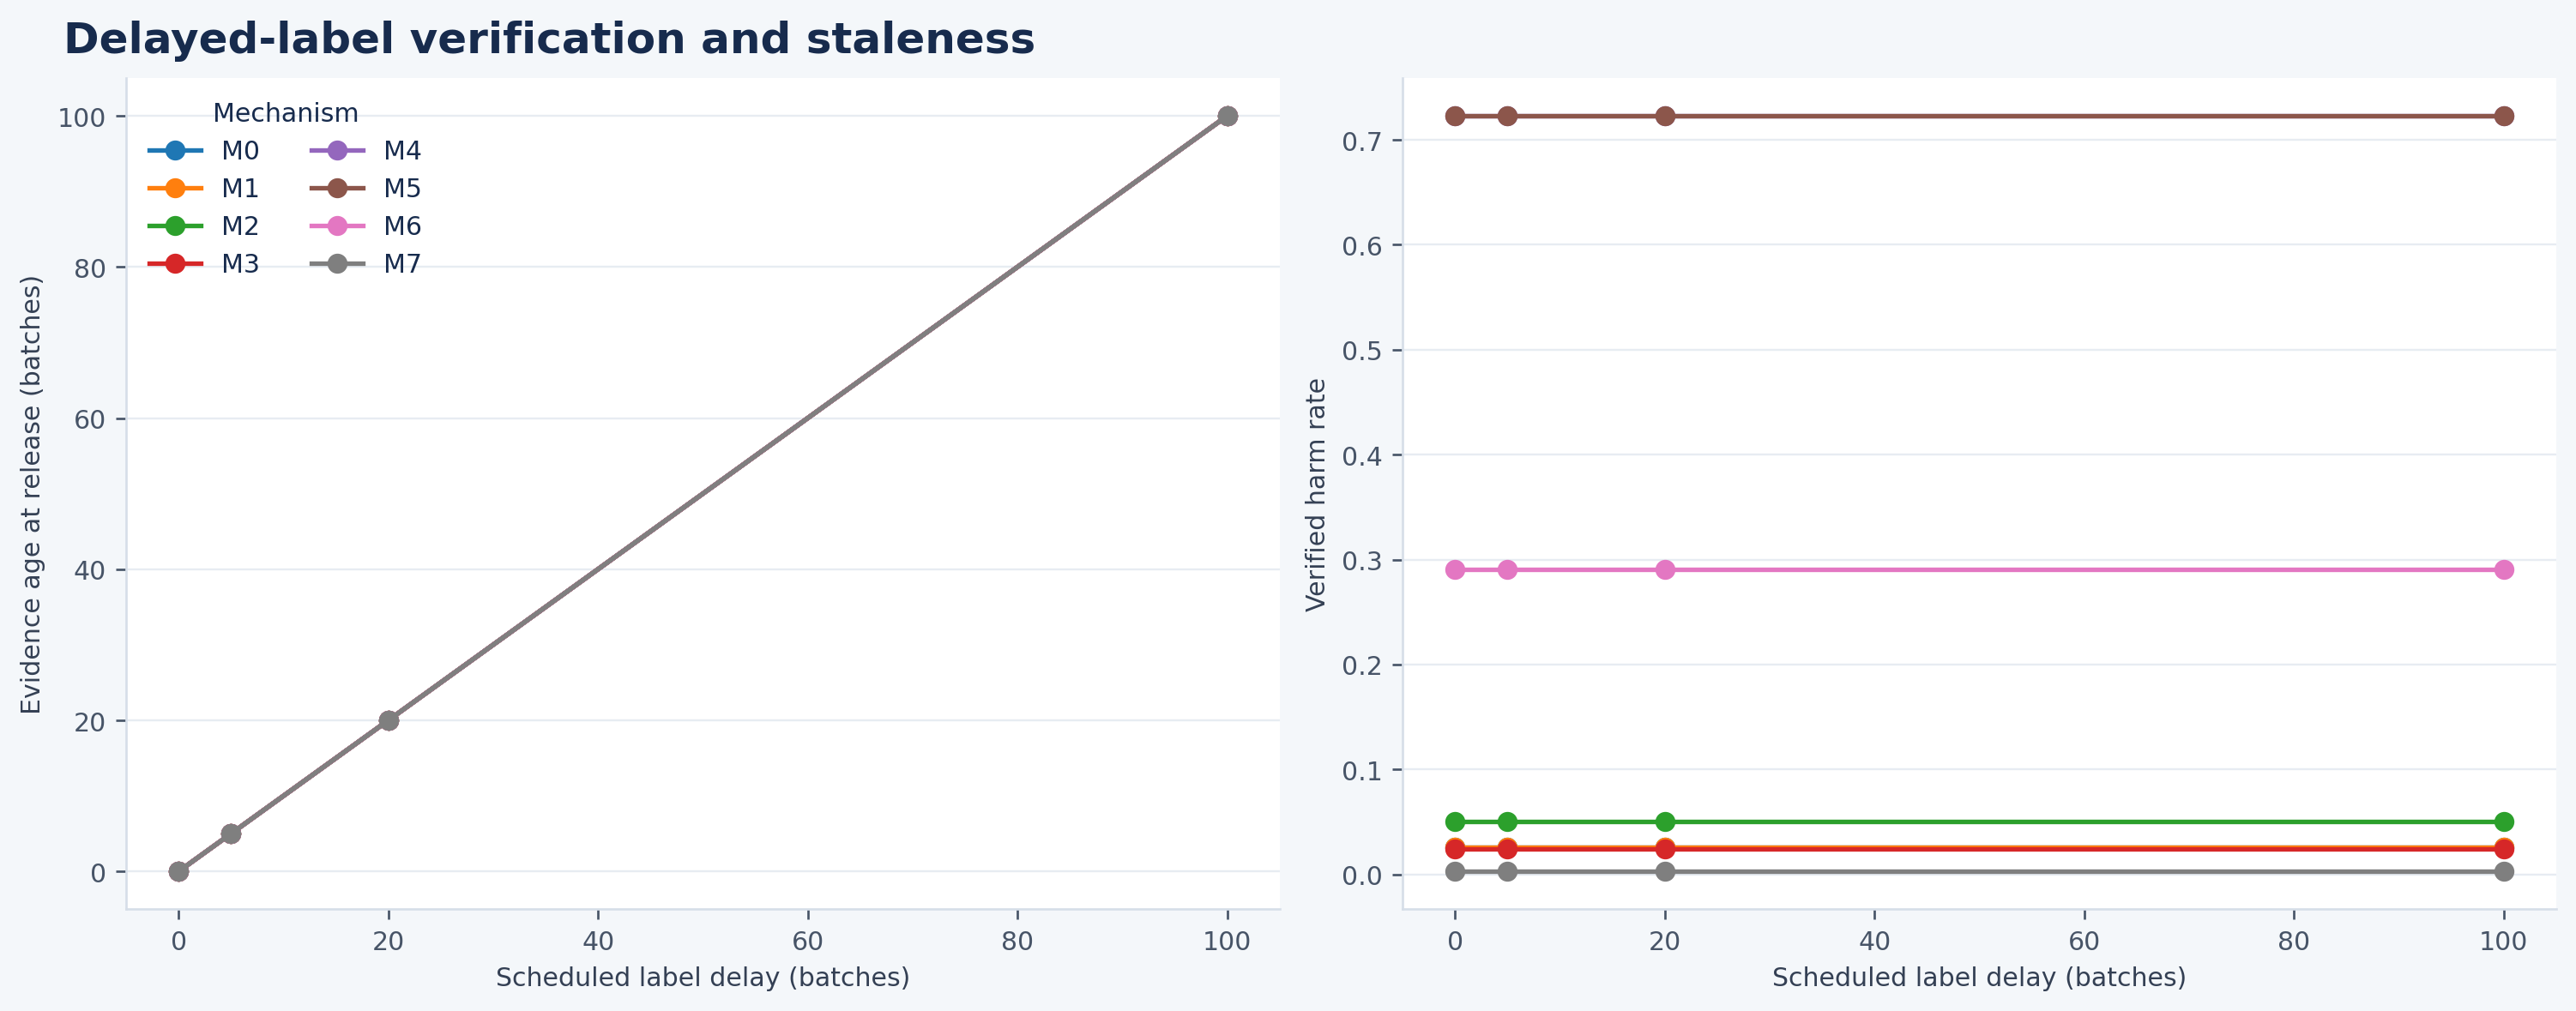 Delayed-label verification and staleness
Evidence age at release (batches)
100
80
60
40
20
0
Mechanism
M0
M1
M2
M3
M4
M5
M6
M7
0 20 40 60 80 100
Scheduled label delay (batches)
Verified harm rate
0.7
0.6
0.5
0.4
0.3
0.2
0.1
0.0
0 20 40 60 80 100
Scheduled label delay (batches)